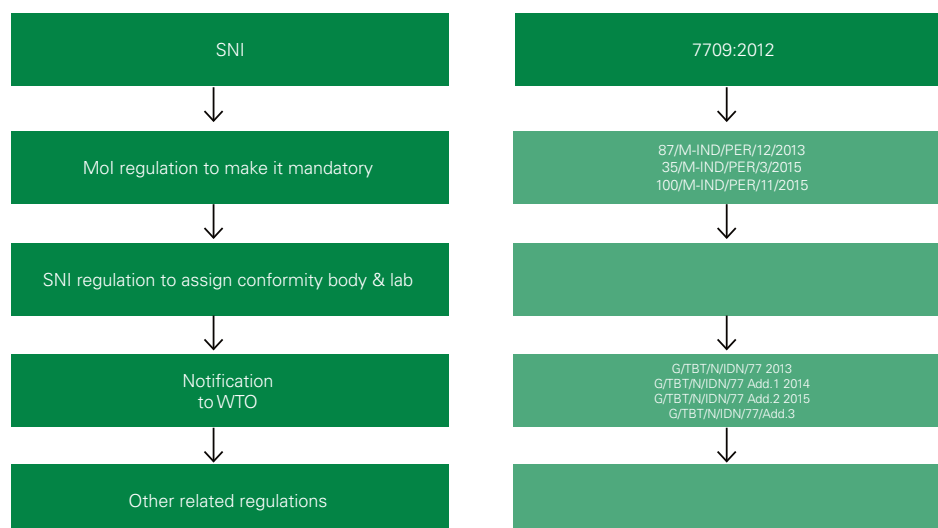 SNI
7709:2012
MoI regulation to make it mandatory
87/M-IND/PER/12/2013
35/M-IND/PER/3/2015
100/M-IND/PER/11/2015
SNI regulation to assign conformity body & lab
Notification
to WTO
G/TBT/N/IDN/77 2013
G/TBT/N/IDN/77 Add.1 2014
G/TBT/N/IDN/77 Add.2 2015
G/TBT/N/IDN/77/Add.3
Other related regulations